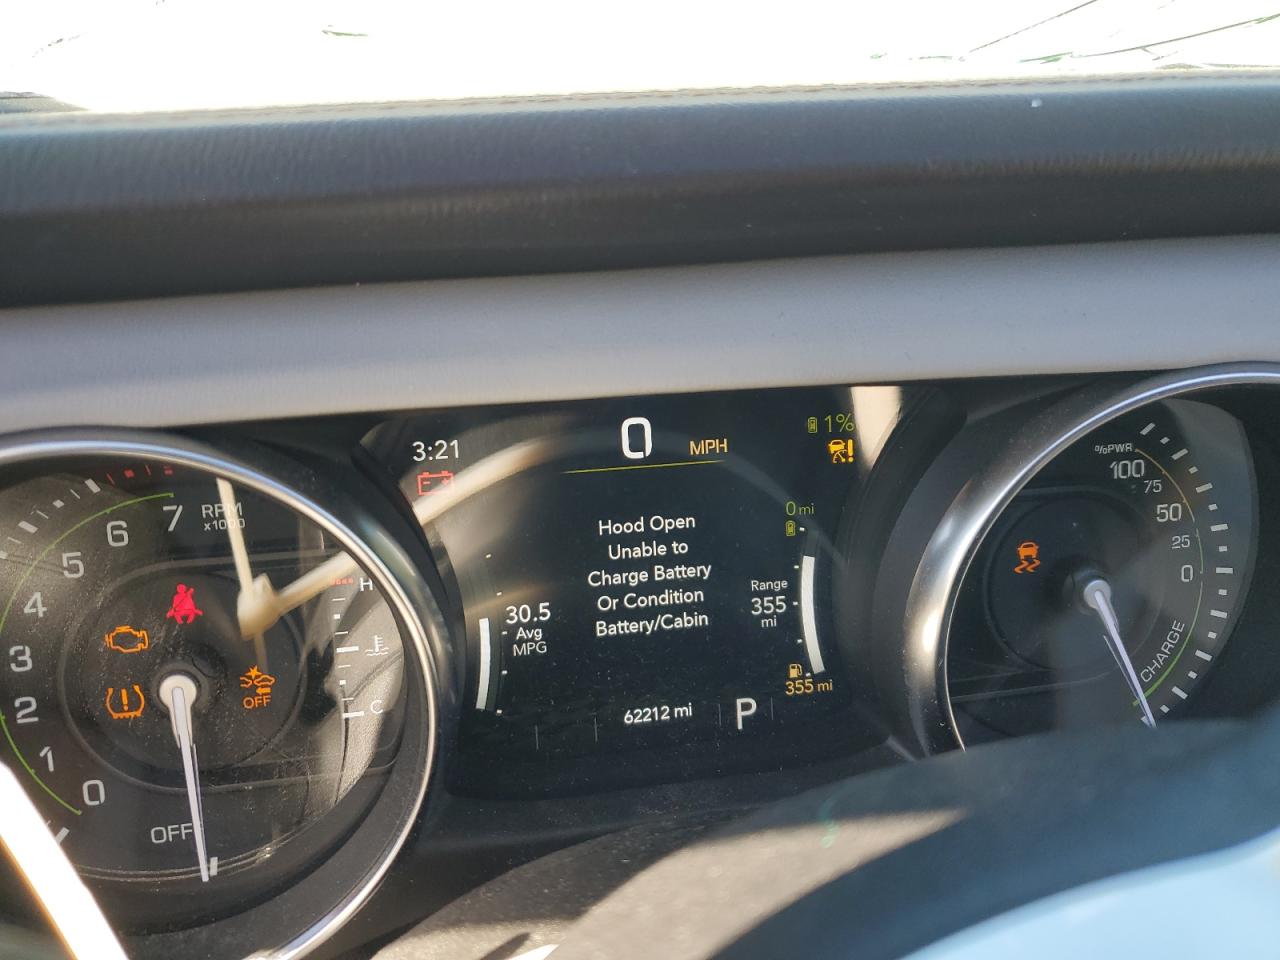 3:21
0
MPH
1%
7
RPM
x1000
6
5
4
3
2
1
0
OFF
OFF
H
C
Hood Open
Unable to
Charge Battery
Or Condition
Battery/Cabin
30.5
Avg
MPG
0 mi
Range
355
mi
355 mi
62212 mi
P
%PWR
100
75
50
25
0
CHARGE